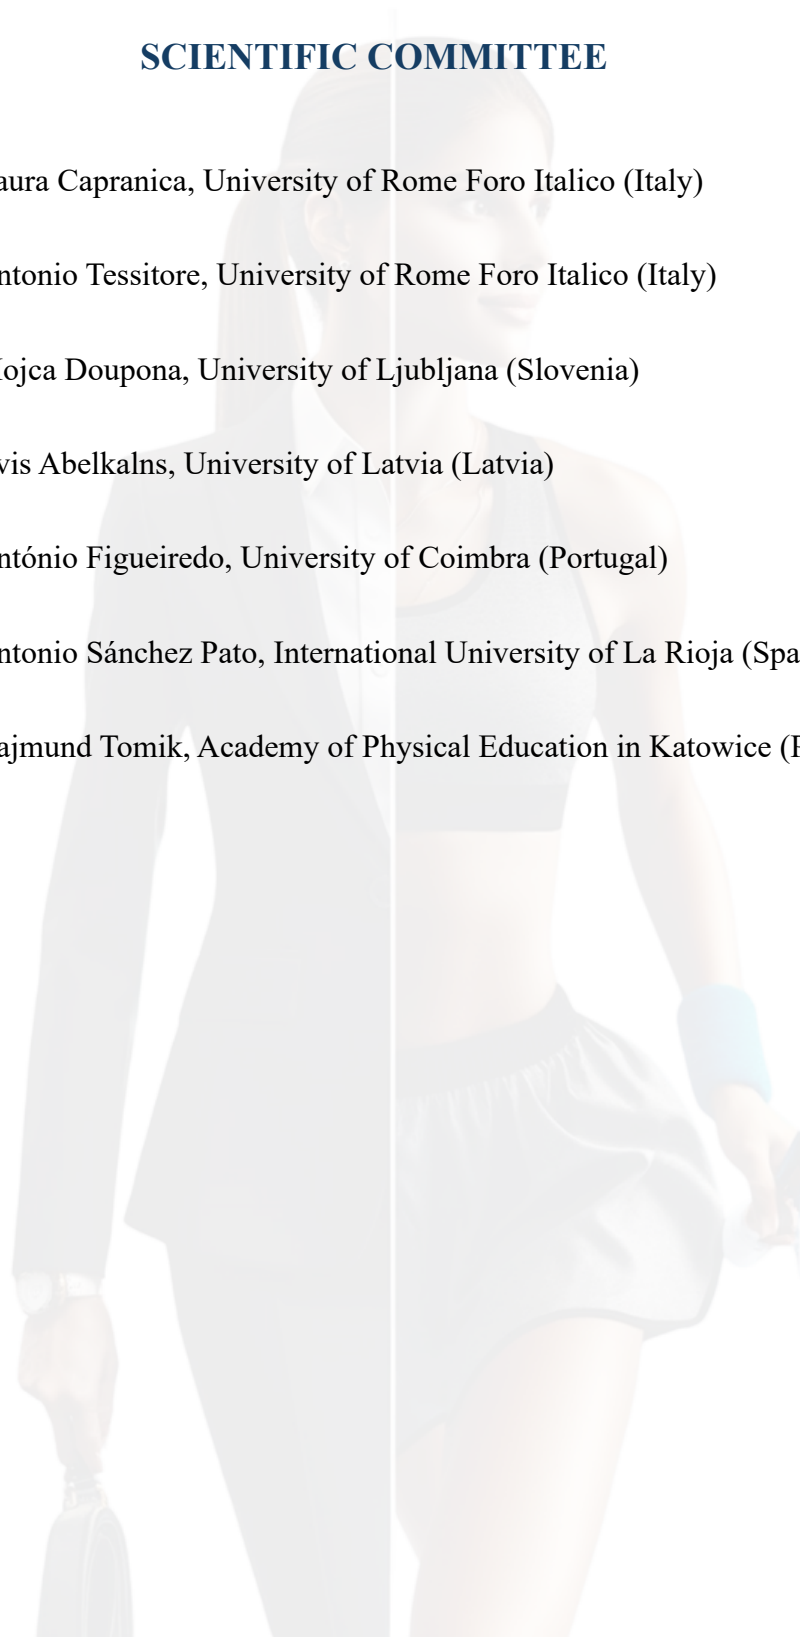 SCIENTIFIC COMMITTEE
aura Capranica, University of Rome Foro Italico (Italy)
ntonio Tessitore, University of Rome Foro Italico (Italy)
ojca Doupona, University of Ljubljana (Slovenia)
vis Abelkalns, University of Latvia (Latvia)
ntónio Figueiredo, University of Coimbra (Portugal)
ntonio Sánchez Pato, International University of La Rioja (Spa
ajmund Tomik, Academy of Physical Education in Katowice (